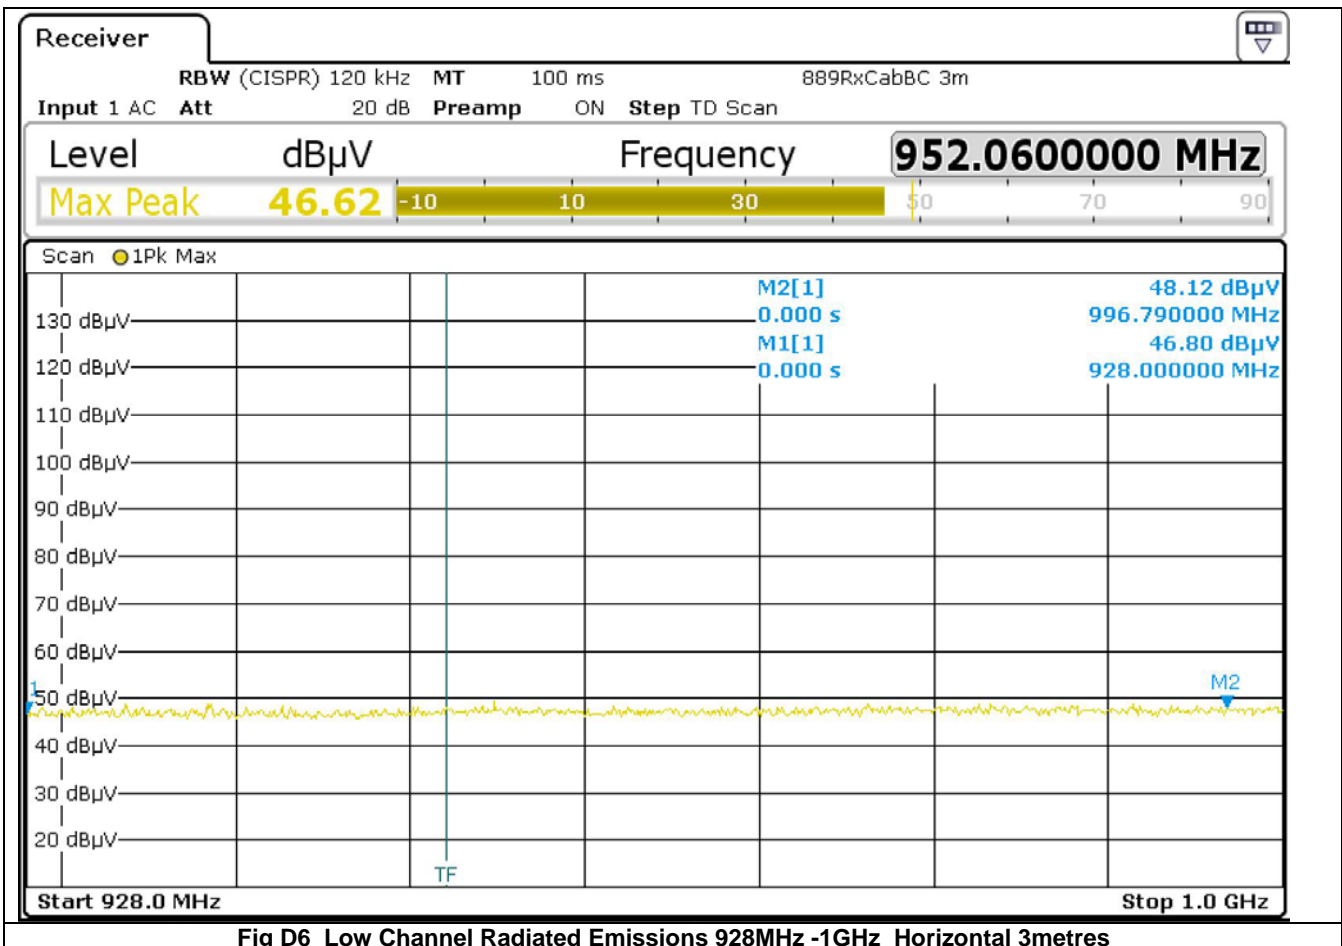 Receiver
RBW (CISPR) 120 kHz MT 100 ms 889RxCabBC 3m
Input 1 AC Att 20 dB Preamp ON Step TD Scan
Level dBµV Frequency 952.0600000 MHz
Max Peak 46.62 -10 10 30 50 70 90
Scan 1Pk Max
M2[1] 48.12 dBµV
130 dBµV 0.000 s 996.790000 MHz
M1[1] 46.80 dBµV
120 dBµV 0.000 s 928.000000 MHz
110 dBµV
100 dBµV
90 dBµV
80 dBµV
70 dBµV
60 dBµV
1 M2
50 dBµV
40 dBµV
30 dBµV
20 dBµV
TF
Start 928.0 MHz Stop 1.0 GHz
Fig D6 Low Channel Radiated Emissions 928MHz -1GHz Horizontal 3metres